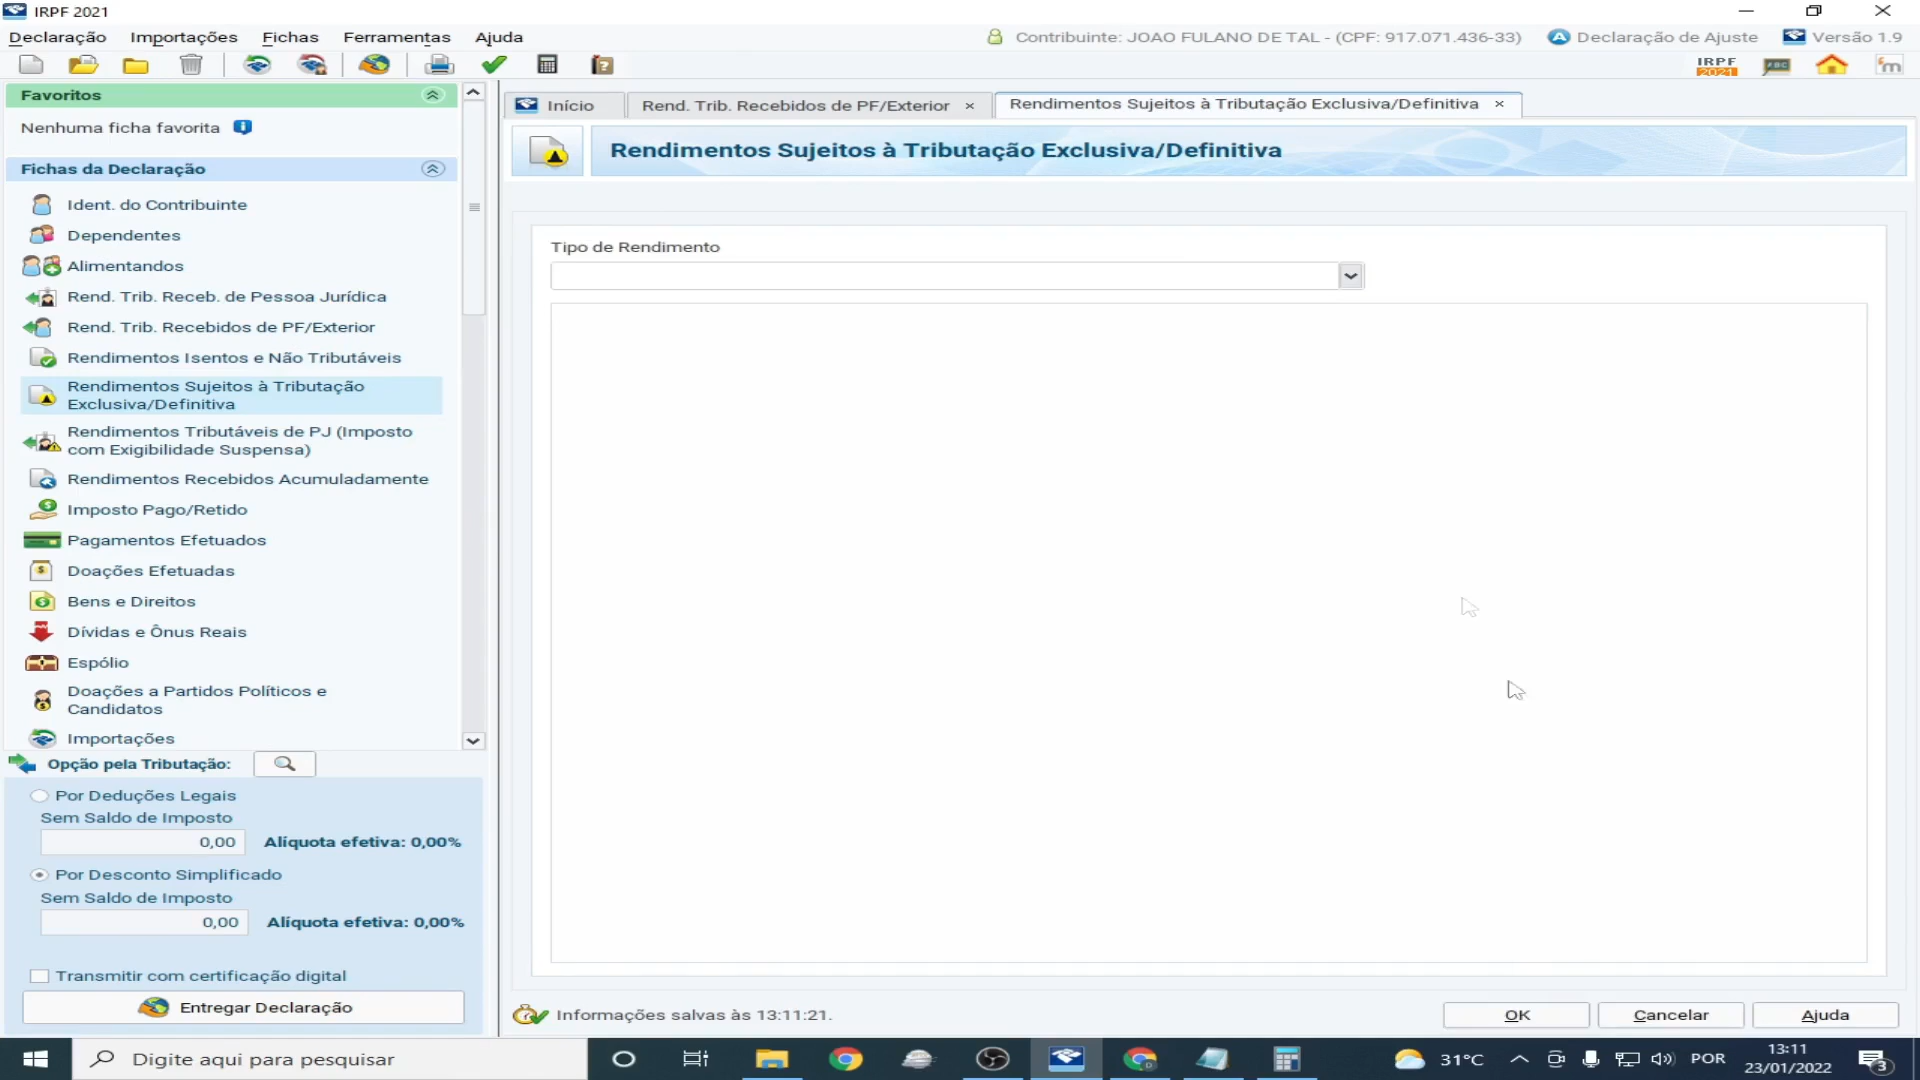 IRPF 2021
Declaração Importações Fichas Ferramentas Ajuda
Contribuinte: JOAO FULANO DE TAL - (CPF: 917.071.436-33) Declaração de Ajuste Versão 1.9
IRPF 2021
ABC
Favoritos
Nenhuma ficha favorita
Fichas da Declaração
Ident. do Contribuinte
Dependentes
Alimentandos
Rend. Trib. Receb. de Pessoa Jurídica
Rend. Trib. Recebidos de PF/Exterior
Rendimentos Isentos e Não Tributáveis
Rendimentos Sujeitos à Tributação
Exclusiva/Definitiva
Rendimentos Tributáveis de PJ (Imposto
com Exigibilidade Suspensa)
Rendimentos Recebidos Acumuladamente
Imposto Pago/Retido
Pagamentos Efetuados
Doações Efetuadas
Bens e Direitos
Dívidas e Ônus Reais
Espólio
Doações a Partidos Políticos e
Candidatos
Importações
Opção pela Tributação:
Por Deduções Legais
Sem Saldo de Imposto
0,00 Alíquota efetiva: 0,00%
Por Desconto Simplificado
Sem Saldo de Imposto
0,00 Alíquota efetiva: 0,00%
Transmitir com certificação digital
Entregar Declaração
Início Rend. Trib. Recebidos de PF/Exterior × Rendimentos Sujeitos à Tributação Exclusiva/Definitiva ×
Rendimentos Sujeitos à Tributação Exclusiva/Definitiva
Tipo de Rendimento
Informações salvas às 13:11:21.
OK Cancelar Ajuda
Digite aqui para pesquisar
31°C
POR
13:11
23/01/2022
3